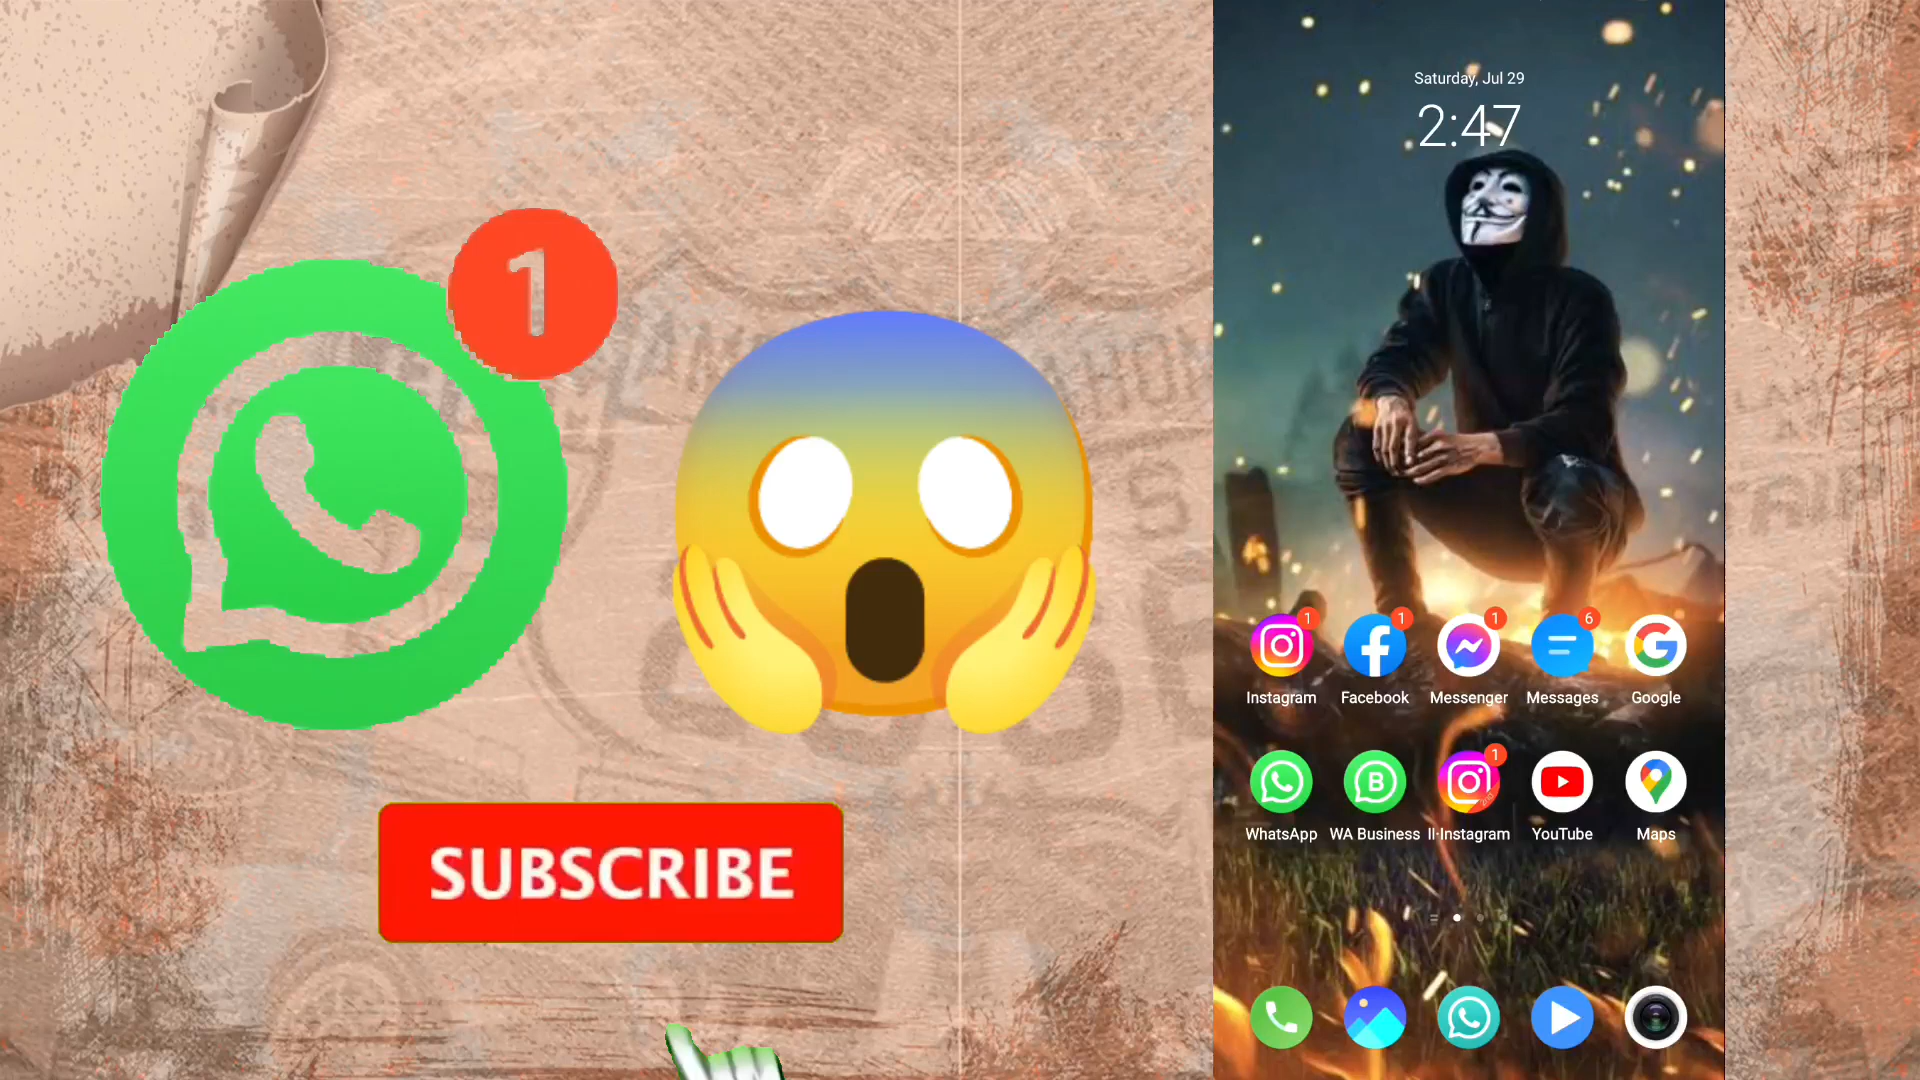 1
SUBSCRIBE
Saturday, Jul 29
2:47
1 1 1 6
Instagram Facebook Messenger Messages Google
1
WhatsApp WA Business II·Instagram YouTube Maps